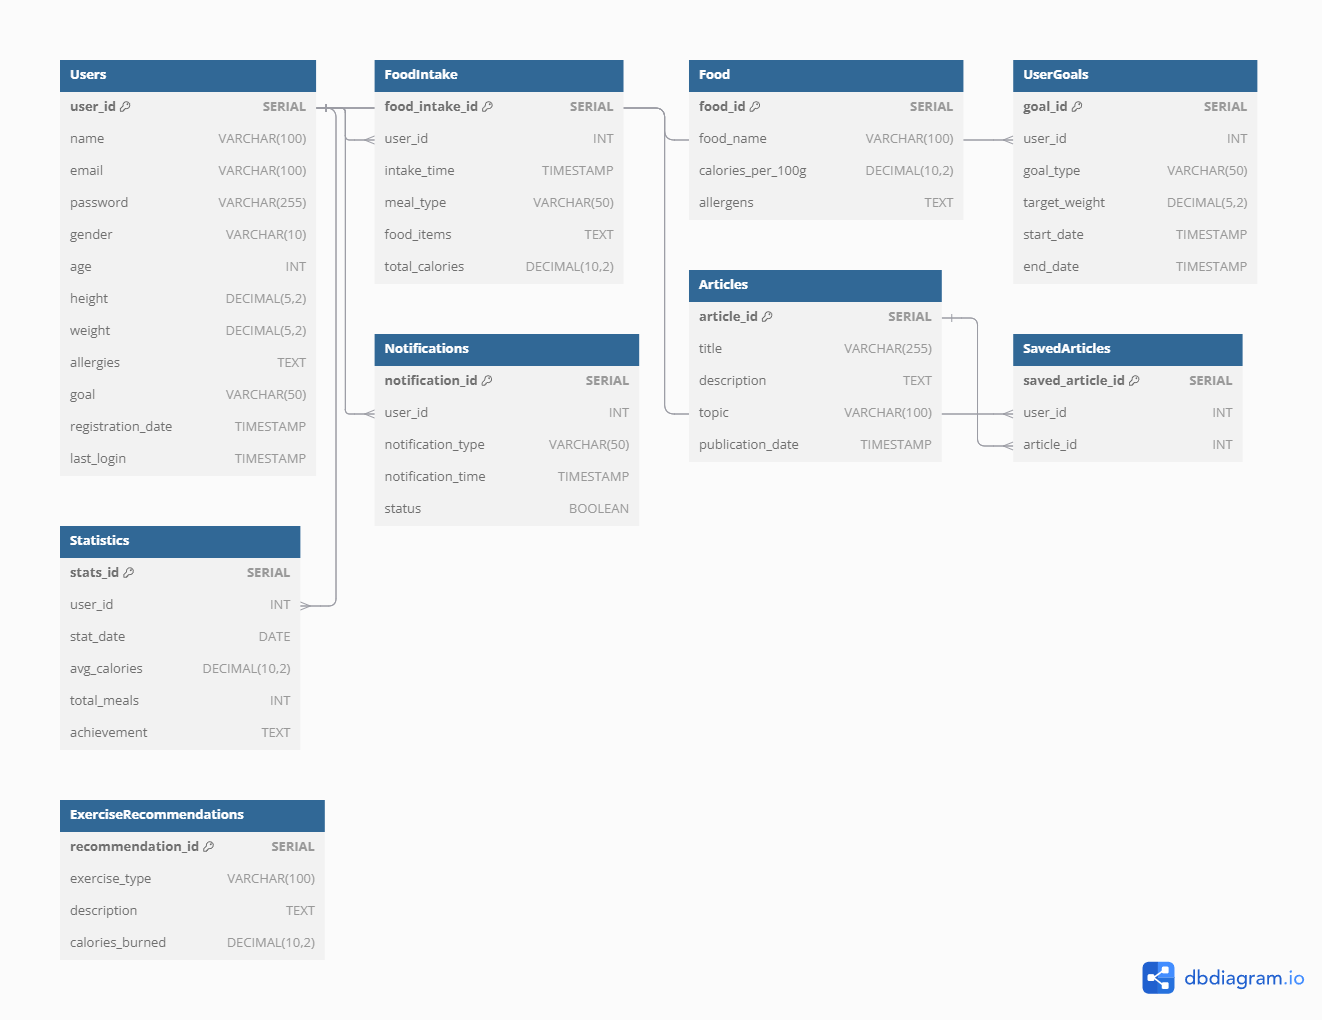 Users
user_id SERIAL
name VARCHAR(100)
email VARCHAR(100)
password VARCHAR(255)
gender VARCHAR(10)
age INT
height DECIMAL(5,2)
weight DECIMAL(5,2)
allergies TEXT
goal VARCHAR(50)
registration_date TIMESTAMP
last_login TIMESTAMP
FoodIntake
food_intake_id SERIAL
user_id INT
intake_time TIMESTAMP
meal_type VARCHAR(50)
food_items TEXT
total_calories DECIMAL(10,2)
Food
food_id SERIAL
food_name VARCHAR(100)
calories_per_100g DECIMAL(10,2)
allergens TEXT
UserGoals
goal_id SERIAL
user_id INT
goal_type VARCHAR(50)
target_weight DECIMAL(5,2)
start_date TIMESTAMP
end_date TIMESTAMP
Articles
article_id SERIAL
title VARCHAR(255)
description TEXT
topic VARCHAR(100)
publication_date TIMESTAMP
Notifications
notification_id SERIAL
user_id INT
notification_type VARCHAR(50)
notification_time TIMESTAMP
status BOOLEAN
SavedArticles
saved_article_id SERIAL
user_id INT
article_id INT
Statistics
stats_id SERIAL
user_id INT
stat_date DATE
avg_calories DECIMAL(10,2)
total_meals INT
achievement TEXT
ExerciseRecommendations
recommendation_id SERIAL
exercise_type VARCHAR(100)
description TEXT
calories_burned DECIMAL(10,2)
dbdiagram.io